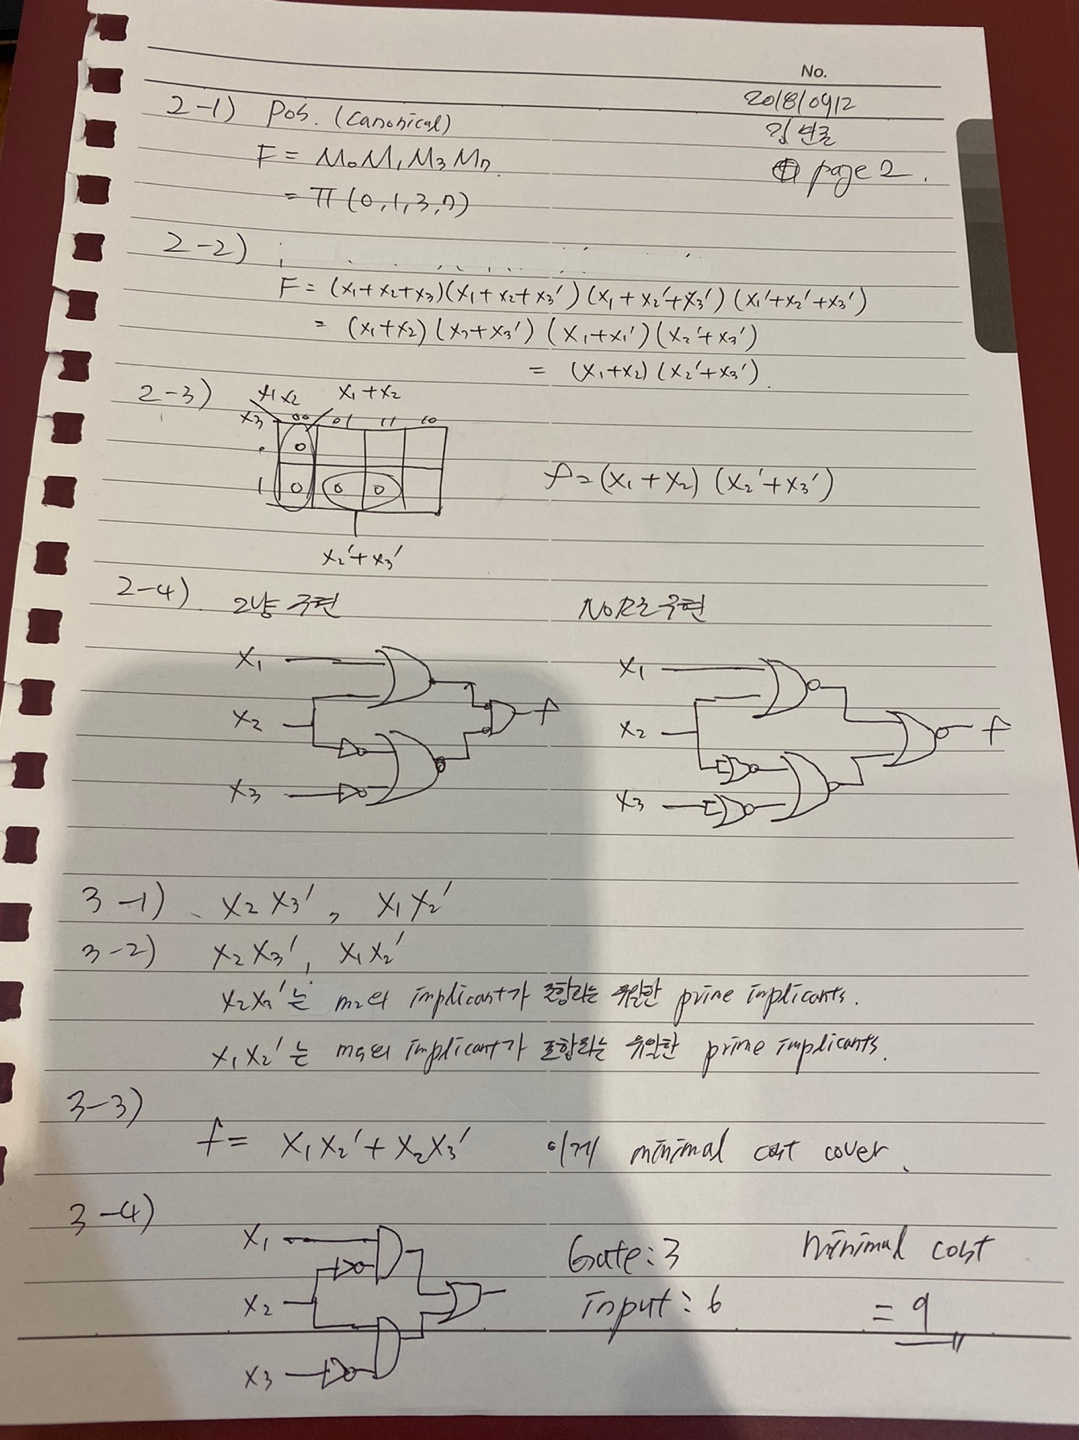 No.
2018/0912
page 2.
2-1) Pos. (canonical)
F = M₀M₁M₃M₇
= π(0,1,3,7)
2-2)
F = (x₁+x₂+x₃)(x₁+x₂+x₃')(x₁+x₂'+x₃')(x₁'+x₂'+x₃')
= (x₁+x₂)(x₃+x₃')(x₁+x₁')(x₂'+x₃')
= (x₁+x₂)(x₂'+x₃').
2-3) x₁x₂ x₁+x₂
x₃ 00 01 11 10
0
1 0 0 0
f=(x₁+x₂)(x₂'+x₃')
x₂'+x₃'
2-4). 2냥 구현 NOR로 구현
x₁ x₁
x₂ f x₂ f
x₃ x₃
3-1) x₂x₃', x₁x₂'
3-2) x₂x₃', x₁x₂'
x₂x₃'는 m₂의 implicant가 포함되는 유일한 prime implicants.
x₁x₂'는 m₅의 implicant가 포함되는 유일한 prime implicants.
3-3)
f= x₁x₂'+x₂x₃' 이게 minimal cost cover.
3-4)
x₁ Gate:3 minimal cost
x₂ input:6 = 9
x₃